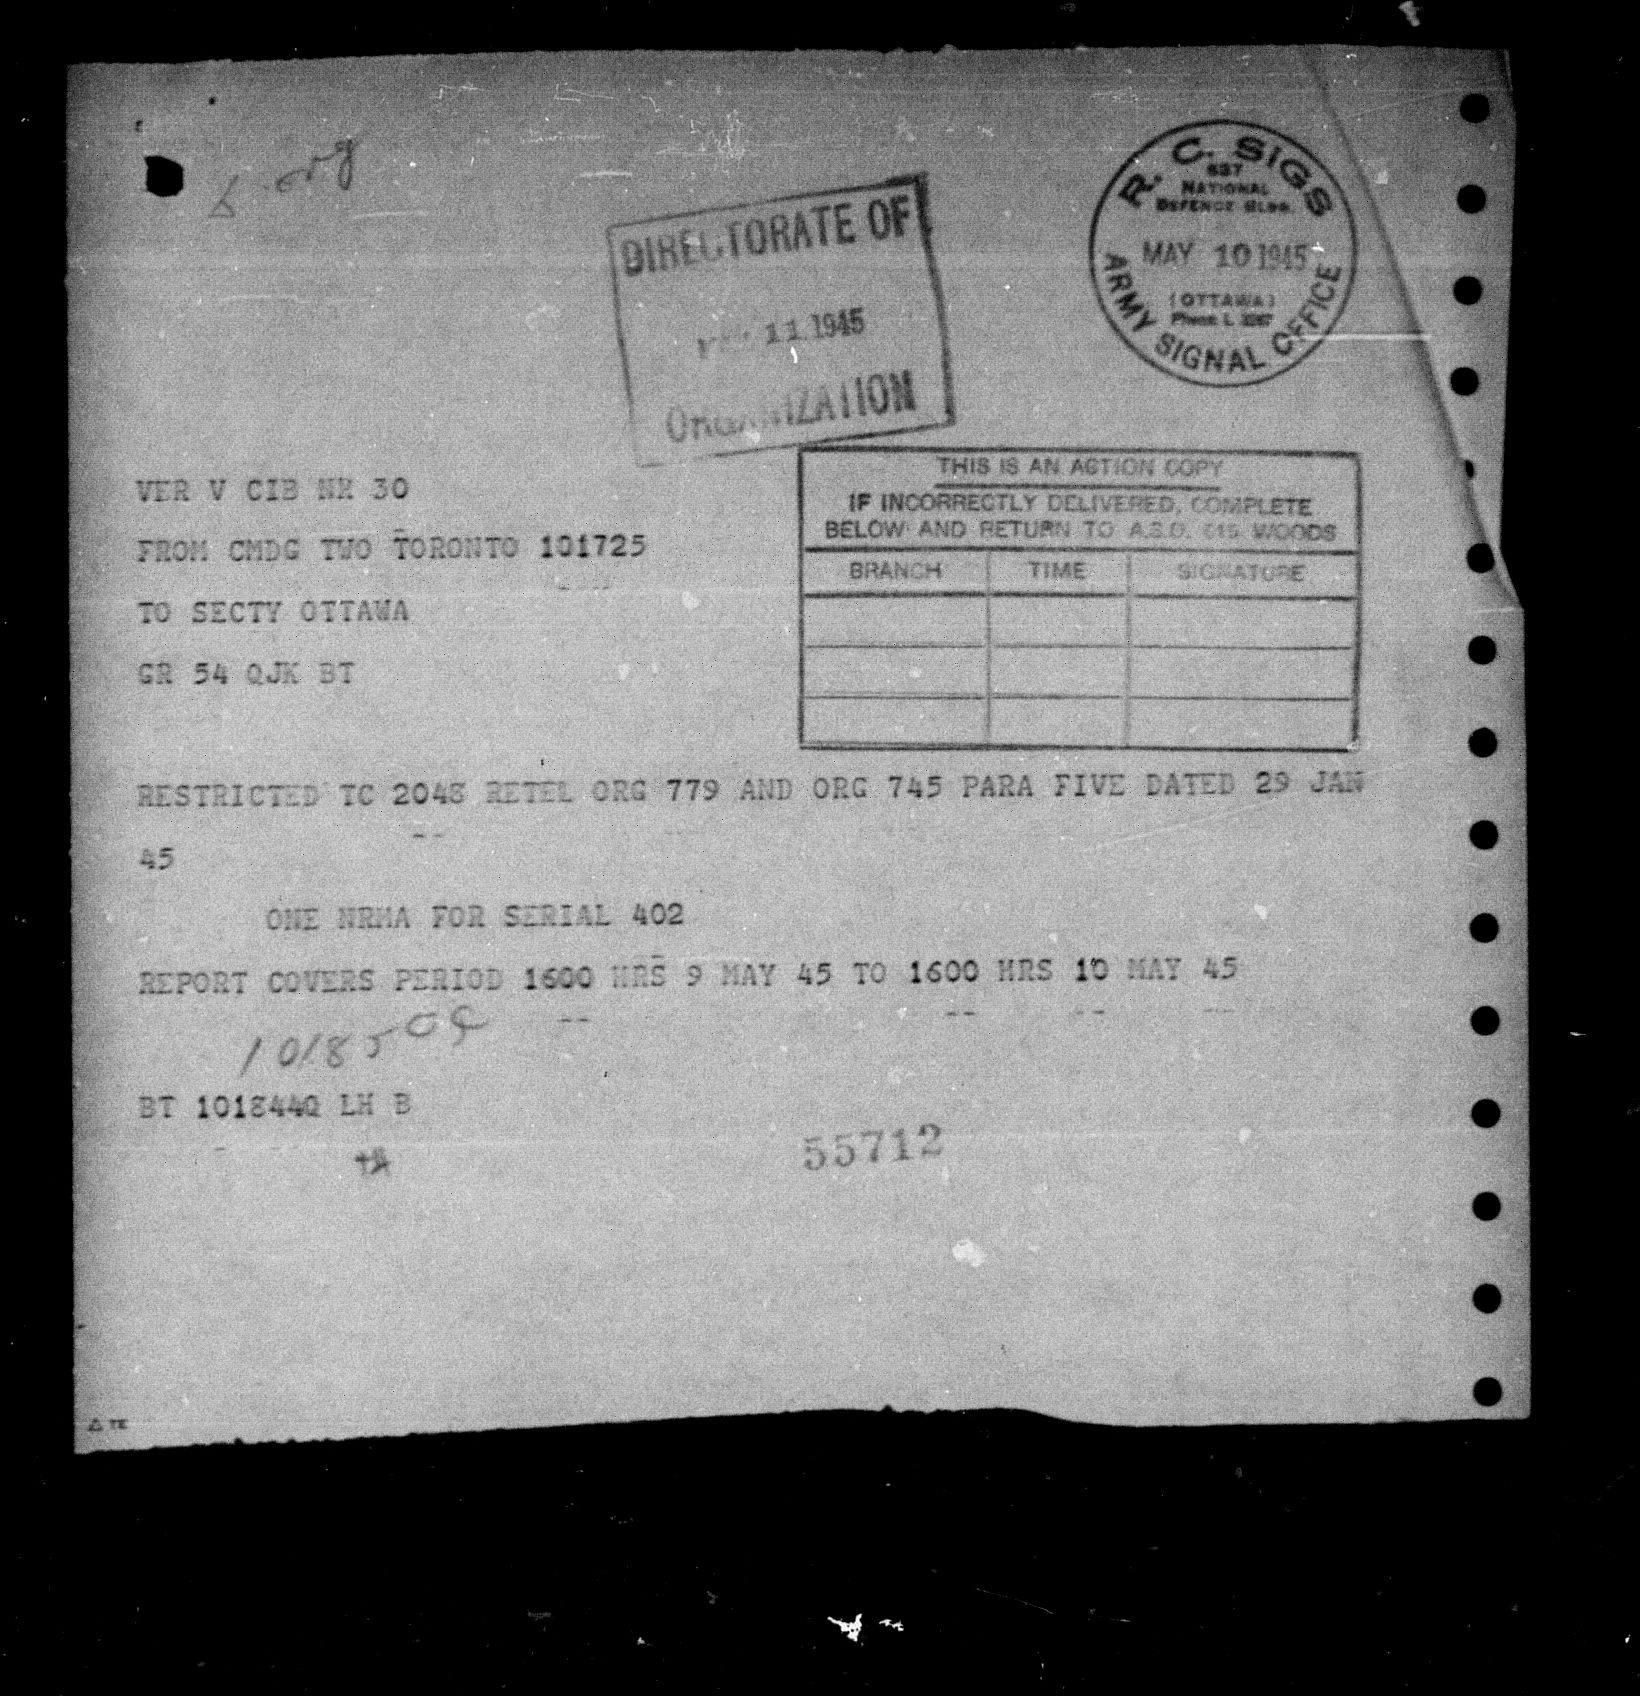 D org
DIRECTORATE OF
11 1945
ORGANIZATION
R. C. SIGS
NATIONAL
DEFENCE BLDG.
MAY 10 1945
(OTTAWA)
ARMY SIGNAL OFFICE
THIS IS AN ACTION COPY
IF INCORRECTLY DELIVERED, COMPLETE
BELOW AND RETURN TO A.S.O. WOODS
BRANCH TIME SIGNATURE
VER V CIB NR 30
FROM CMDG TWO TORONTO 101725
TO SECTY OTTAWA
GR 54 QJK BT
RESTRICTED TC 2048 RETEL ORG 779 AND ORG 745 PARA FIVE DATED 29 JAN
45
ONE NRMA FOR SERIAL 402
REPORT COVERS PERIOD 1600 HRS 9 MAY 45 TO 1600 HRS 10 MAY 45
BT 101844Q LH B
55712